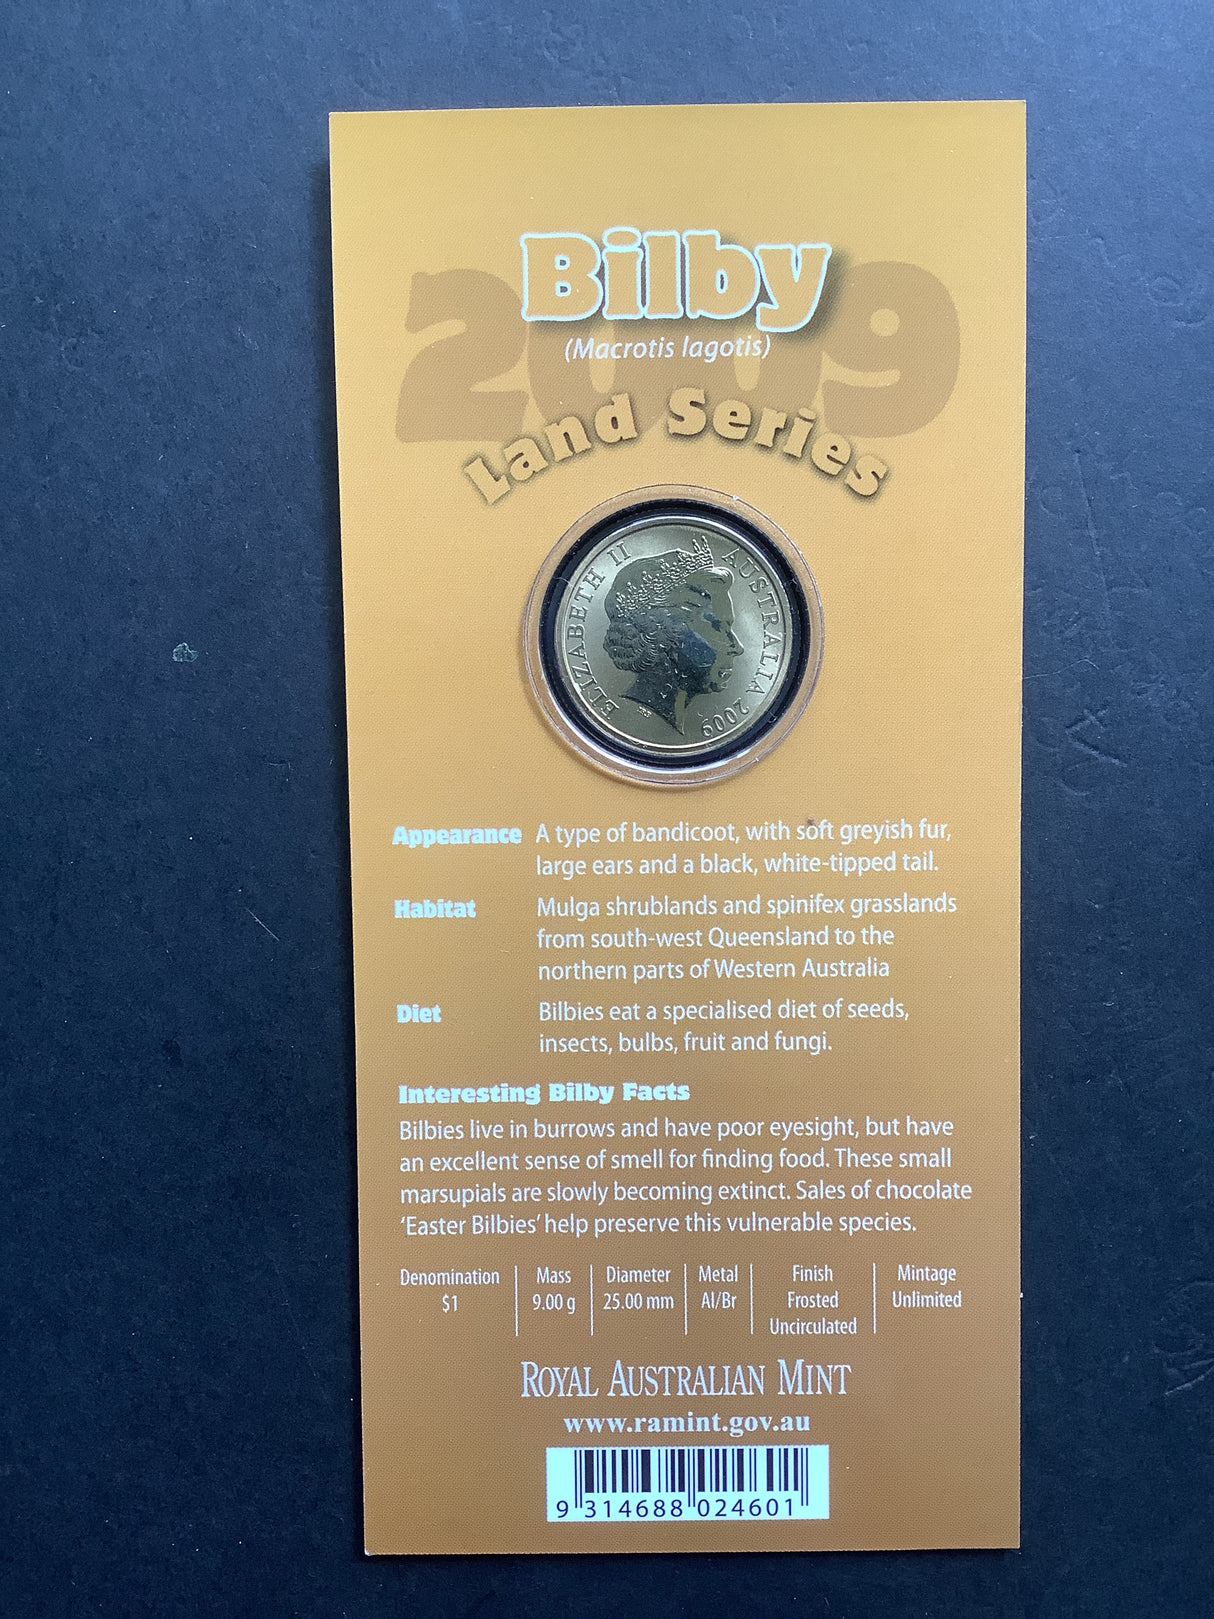 2009
Bilby
(Macrotis lagotis)
Land Series
ELIZABETH II
AUSTRALIA 2009
Appearance A type of bandicoot, with soft greyish fur,
large ears and a black, white-tipped tail.
Habitat Mulga shrublands and spinifex grasslands
from south-west Queensland to the
northern parts of Western Australia
Diet Bilbies eat a specialised diet of seeds,
insects, bulbs, fruit and fungi.
Interesting Bilby Facts
Bilbies live in burrows and have poor eyesight, but have
an excellent sense of smell for finding food. These small
marsupials are slowly becoming extinct. Sales of chocolate
‘Easter Bilbies’ help preserve this vulnerable species.
Denomination Mass Diameter Metal Finish Mintage
$1 9.00 g 25.00 mm Al/Br Frosted Unlimited
Uncirculated
ROYAL AUSTRALIAN MINT
www.ramint.gov.au
9 314688 024601